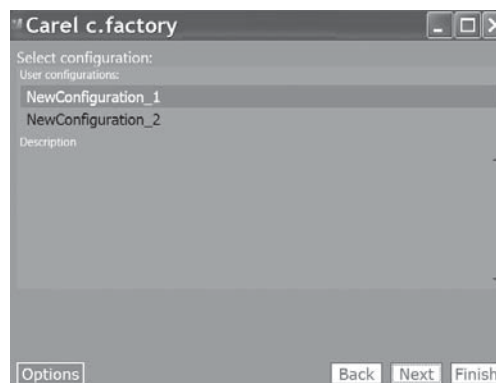 Carel c.factory
Select configuration:
User configurations:
NewConfiguration_1
NewConfiguration_2
Description
Options Back Next Finish